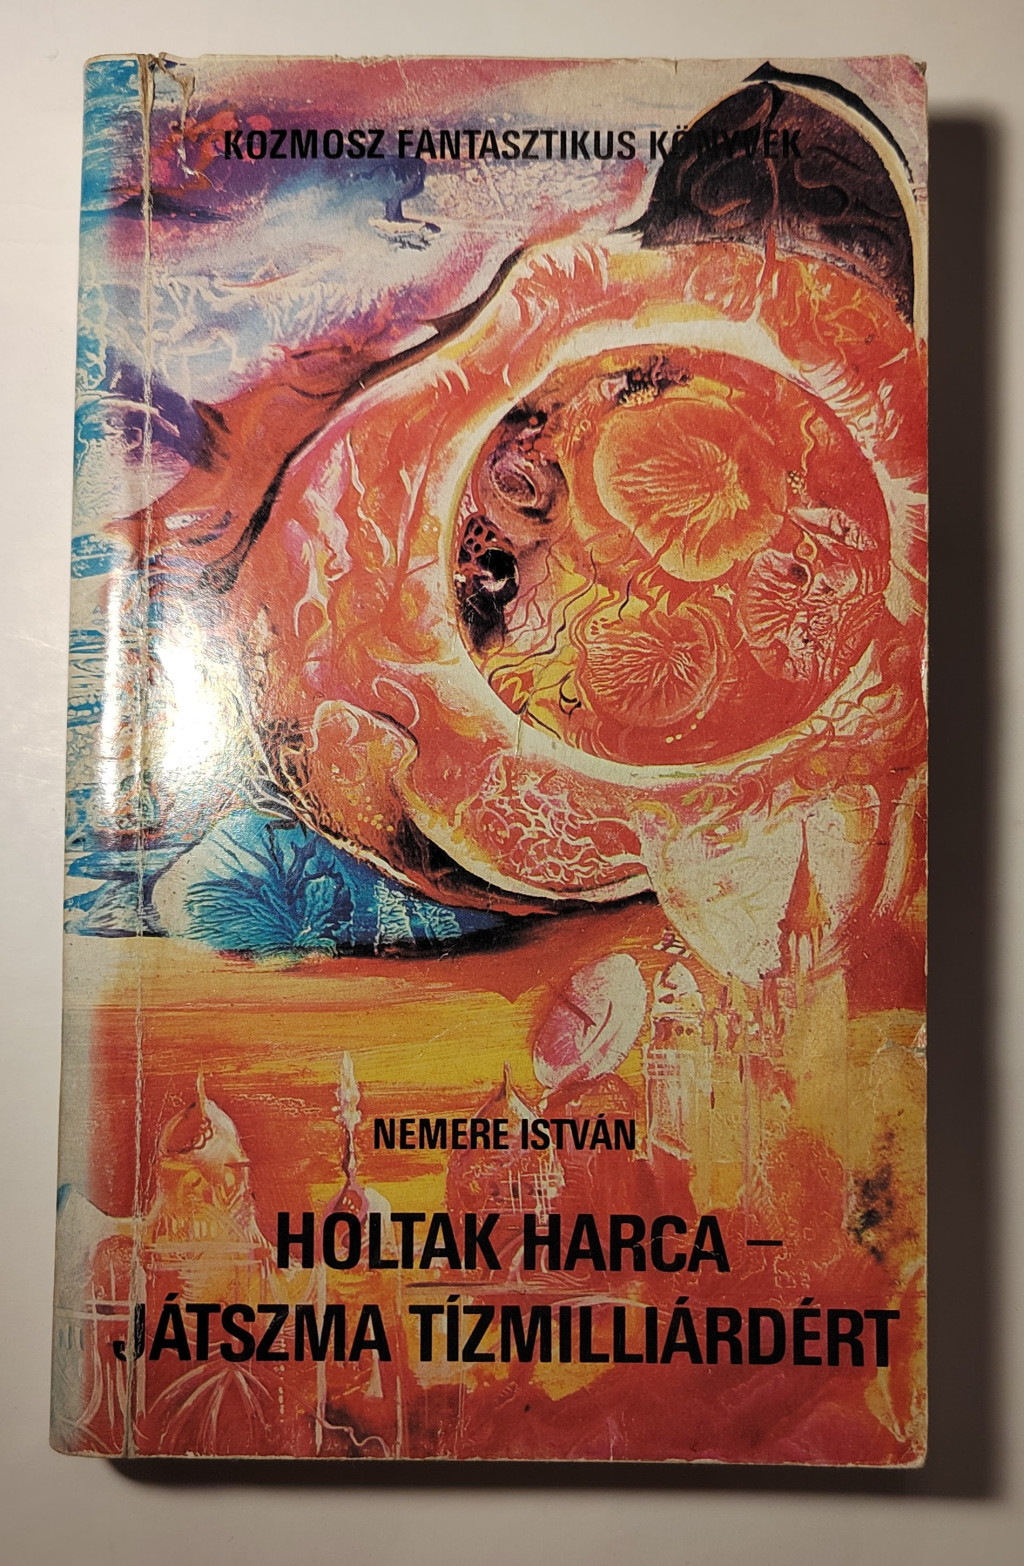 KOZMOSZ FANTASZTIKUS KÖNYVEK
NEMERE ISTVÁN
HOLTAK HARCA –
JÁTSZMA TÍZMILLIÁRDÉRT